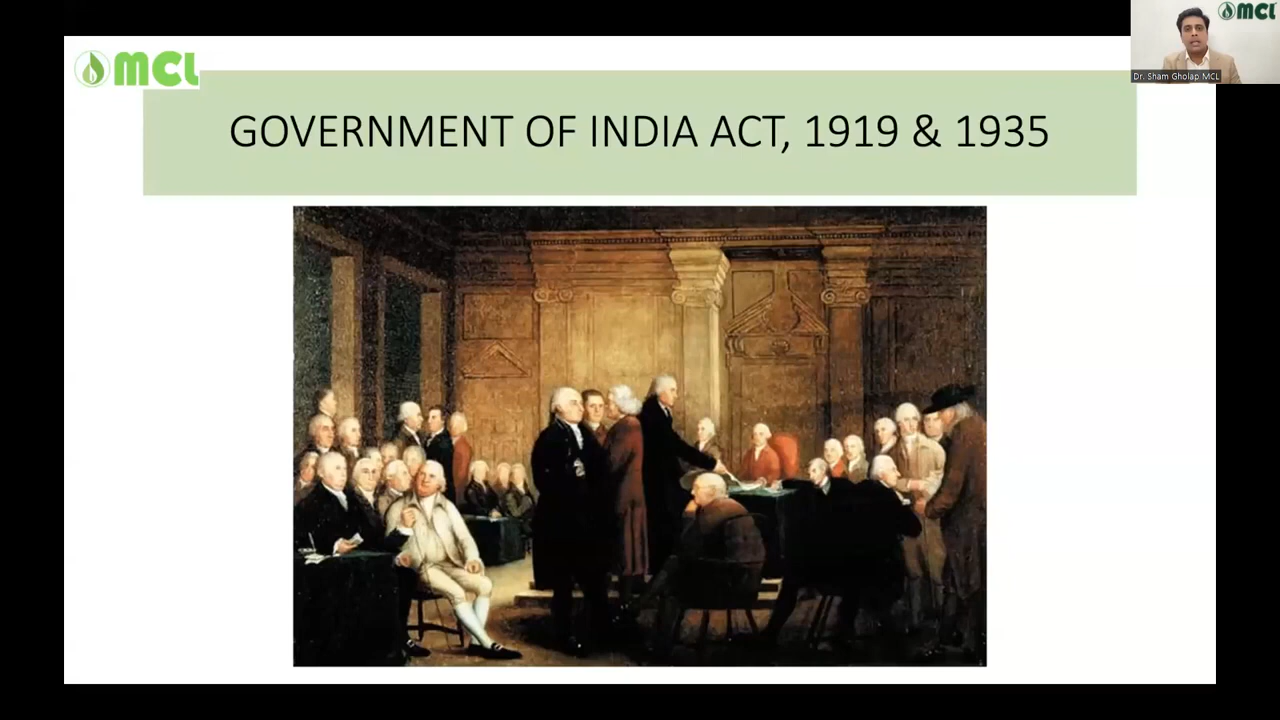 MCL
MCL
GOVERNMENT OF INDIA ACT, 1919 & 1935
Dr. Sham Gholap MCL